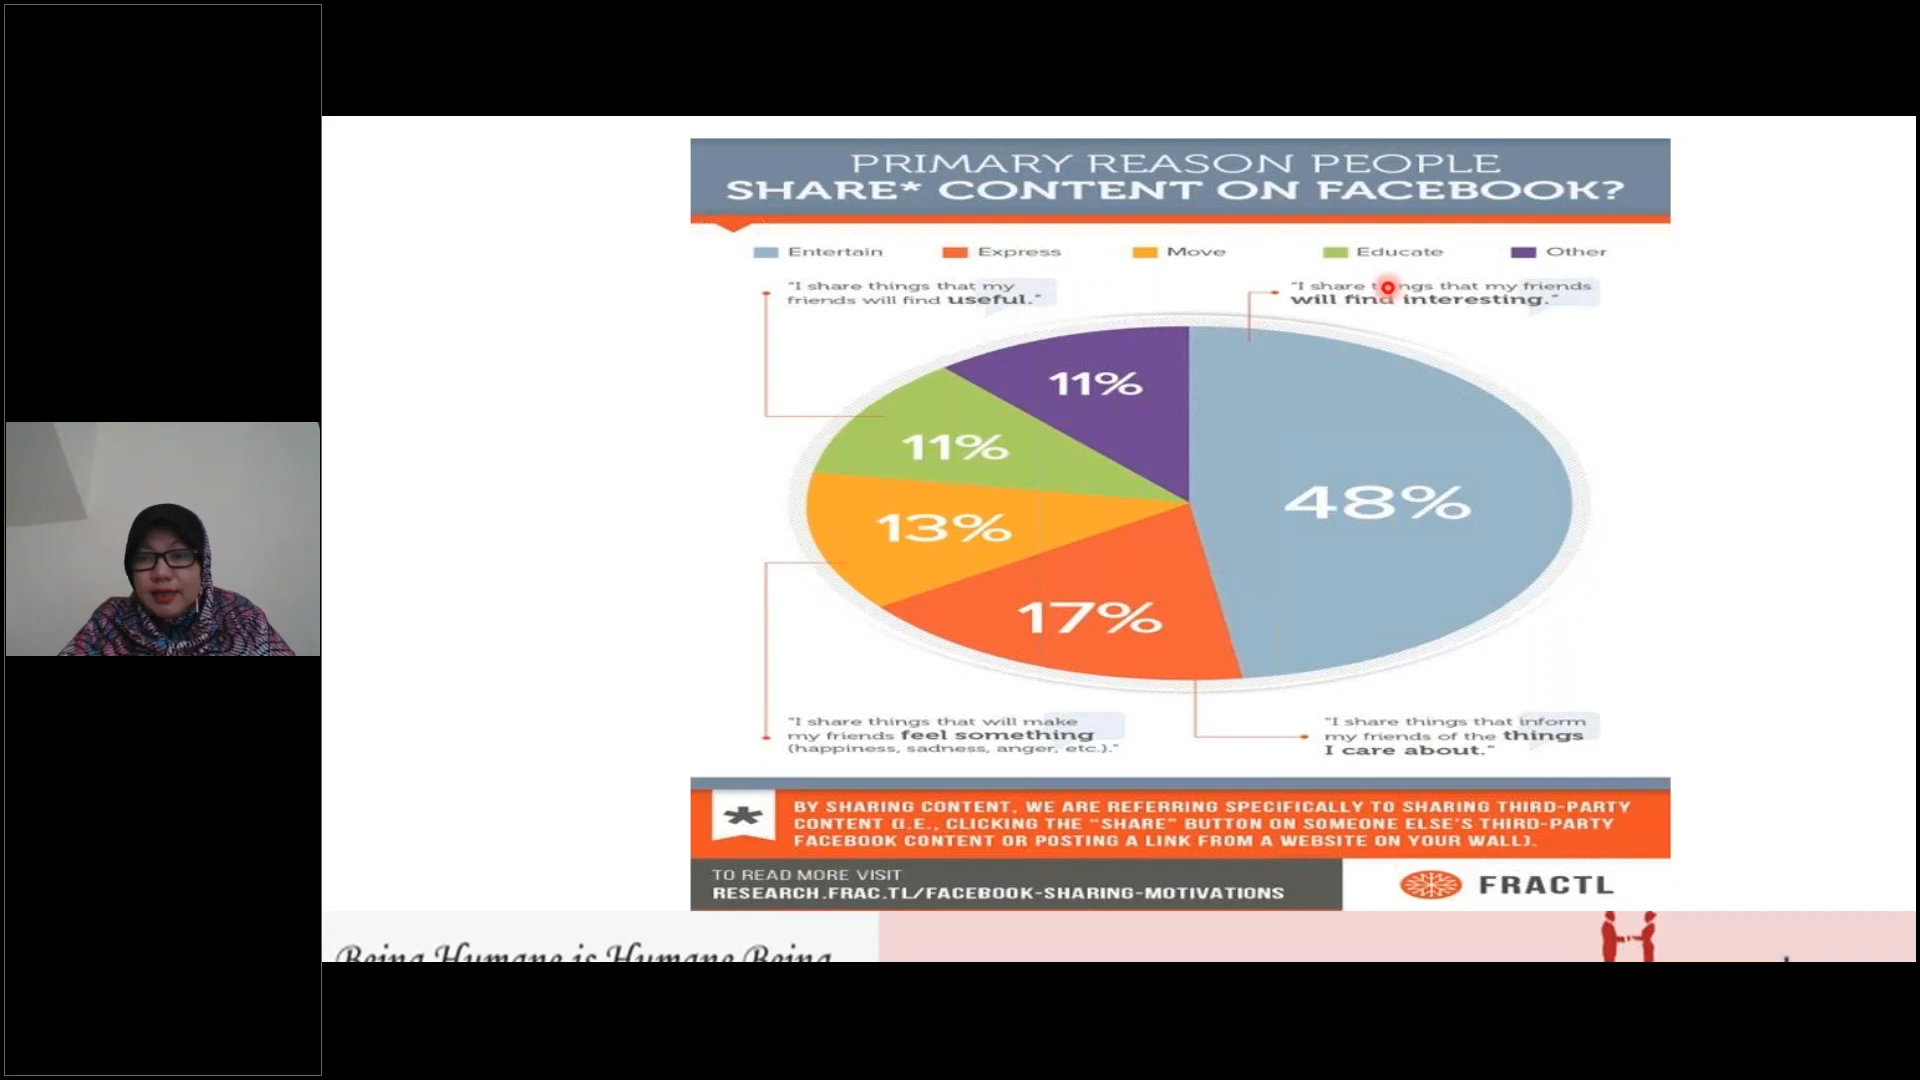 PRIMARY REASON PEOPLE
SHARE* CONTENT ON FACEBOOK?
Entertain
Express
Move
Educate
Other
"I share things that my
friends will find useful."
"I share things that my friends
will find interesting."
11%
11%
48%
13%
17%
"I share things that will make
my friends feel something
(happiness, sadness, anger, etc.)."
"I share things that inform
my friends of the things
I care about."
*
BY SHARING CONTENT, WE ARE REFERRING SPECIFICALLY TO SHARING THIRD-PARTY
CONTENT (I.E., CLICKING THE "SHARE" BUTTON ON SOMEONE ELSE'S THIRD-PARTY
FACEBOOK CONTENT OR POSTING A LINK FROM A WEBSITE ON YOUR WALL).
TO READ MORE VISIT
RESEARCH.FRAC.TL/FACEBOOK-SHARING-MOTIVATIONS
FRACTL
Being Humane is Humane Being